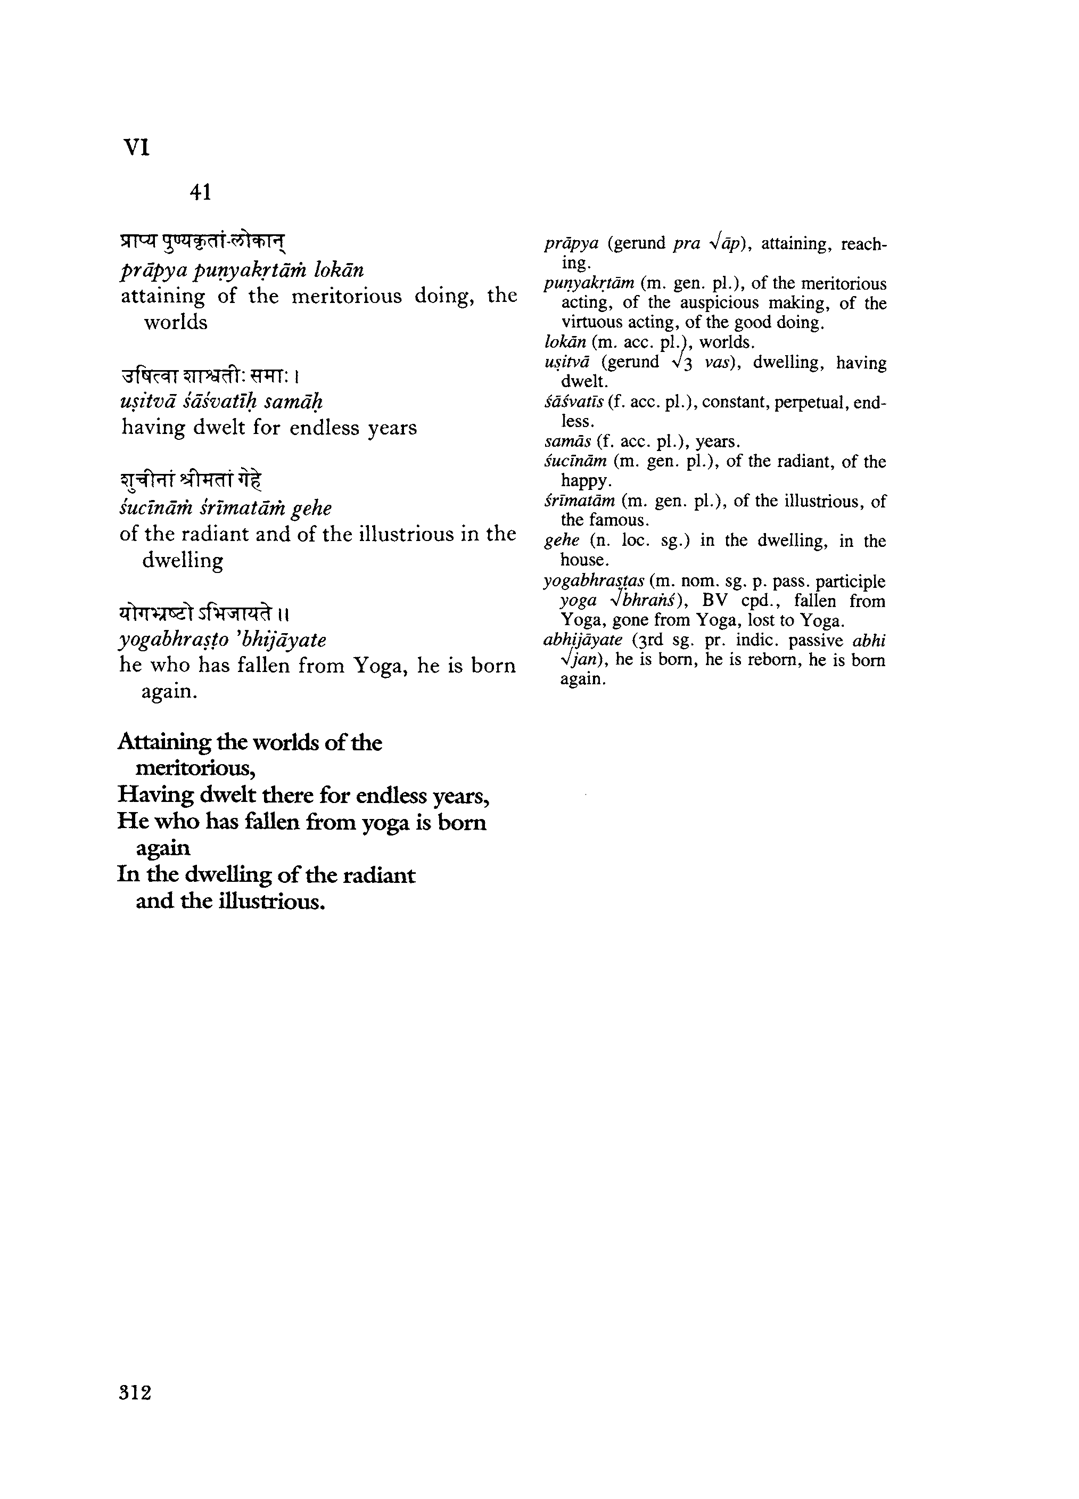 VI
41
प्राप्य पुण्यकृतां-लोकान्
prāpya puṇyakṛtāṁ lokān
attaining of the meritorious doing, the
worlds
उषित्वा शाश्वतीः समाः ।
uṣitvā śāśvatīḥ samāḥ
having dwelt for endless years
शुचीनां श्रीमतां गेहे
śucīnāṁ śrīmatāṁ gehe
of the radiant and of the illustrious in the
dwelling
योगभ्रष्टो ऽभिजायते ॥
yogabhraṣṭo 'bhijāyate
he who has fallen from Yoga, he is born
again.
Attaining the worlds of the
meritorious,
Having dwelt there for endless years,
He who has fallen from yoga is born
again
In the dwelling of the radiant
and the illustrious.
prāpya (gerund pra √āp), attaining, reach-
ing.
puṇyakṛtām (m. gen. pl.), of the meritorious
acting, of the auspicious making, of the
virtuous acting, of the good doing.
lokān (m. acc. pl.), worlds.
uṣitvā (gerund √3 vas), dwelling, having
dwelt.
śāśvatīs (f. acc. pl.), constant, perpetual, end-
less.
samās (f. acc. pl.), years.
śucīnām (m. gen. pl.), of the radiant, of the
happy.
śrīmatām (m. gen. pl.), of the illustrious, of
the famous.
gehe (n. loc. sg.) in the dwelling, in the
house.
yogabhraṣṭas (m. nom. sg. p. pass. participle
yoga √bhraṅś), BV cpd., fallen from
Yoga, gone from Yoga, lost to Yoga.
abhijāyate (3rd sg. pr. indic. passive abhi
√jan), he is born, he is reborn, he is born
again.
312